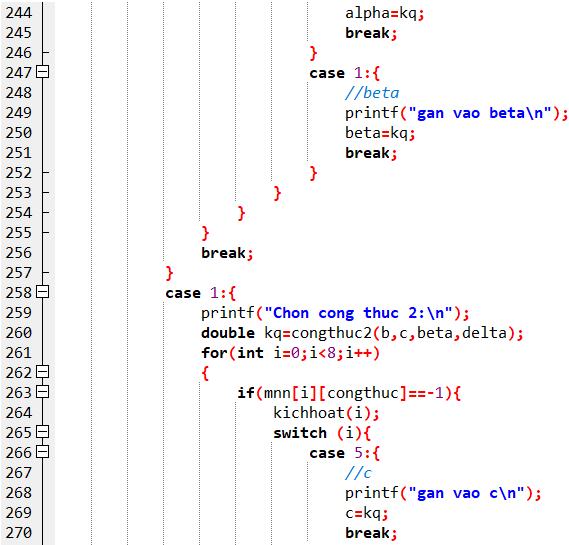 244 alpha=kq;
245 break;
246 }
247 case 1:{
248 //beta
249 printf("gan vao beta\n");
250 beta=kq;
251 break;
252 }
253 }
254 }
255 }
256 break;
257 }
258 case 1:{
259 printf("Chon cong thuc 2:\n");
260 double kq=congthuc2(b,c,beta,delta);
261 for(int i=0;i<8;i++)
262 {
263 if(mnn[i][congthuc]==-1){
264 kichhoat(i);
265 switch (i){
266 case 5:{
267 //c
268 printf("gan vao c\n");
269 c=kq;
270 break;